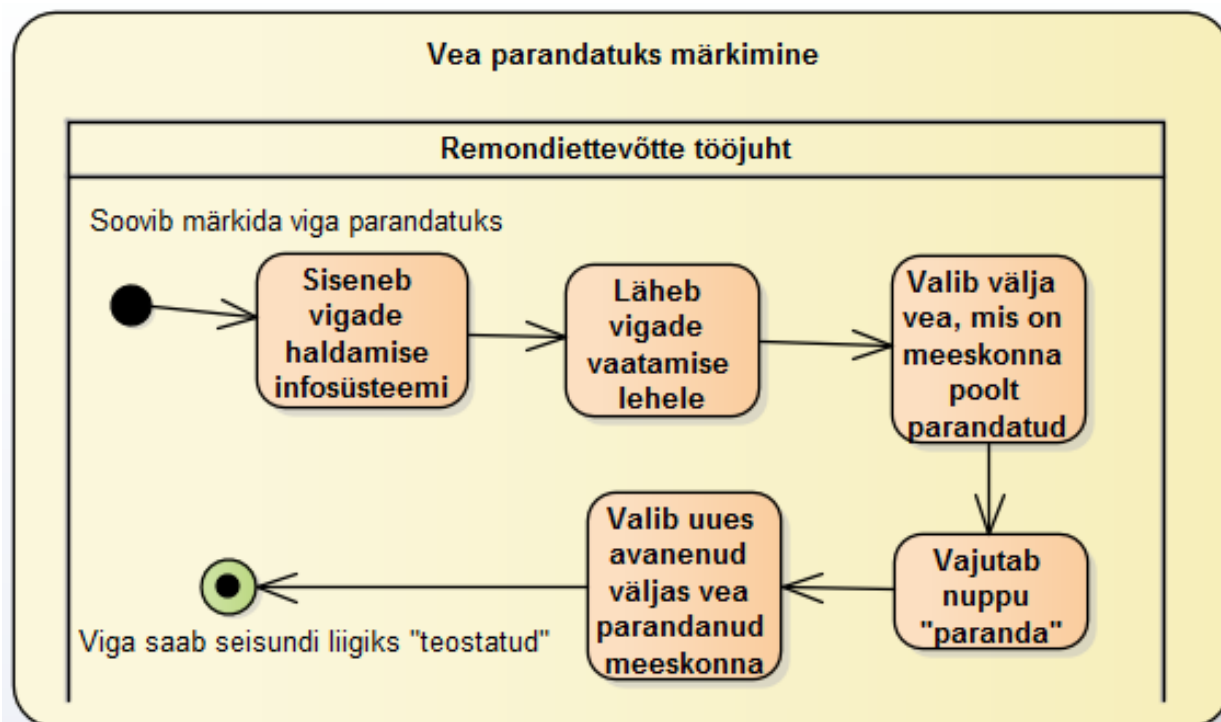 Vea parandatuks märkimine
Remondiettevõtte tööjuht
Soovib märkida viga parandatuks
Siseneb
vigade
haldamise
infosüsteemi
Läheb
vigade
vaatamise
lehele
Valib välja
vea, mis on
meeskonna
poolt
parandatud
Vajutab
nuppu
"paranda"
Valib uues
avanenud
väljas vea
parandanud
meeskonna
Viga saab seisundi liigiks "teostatud"